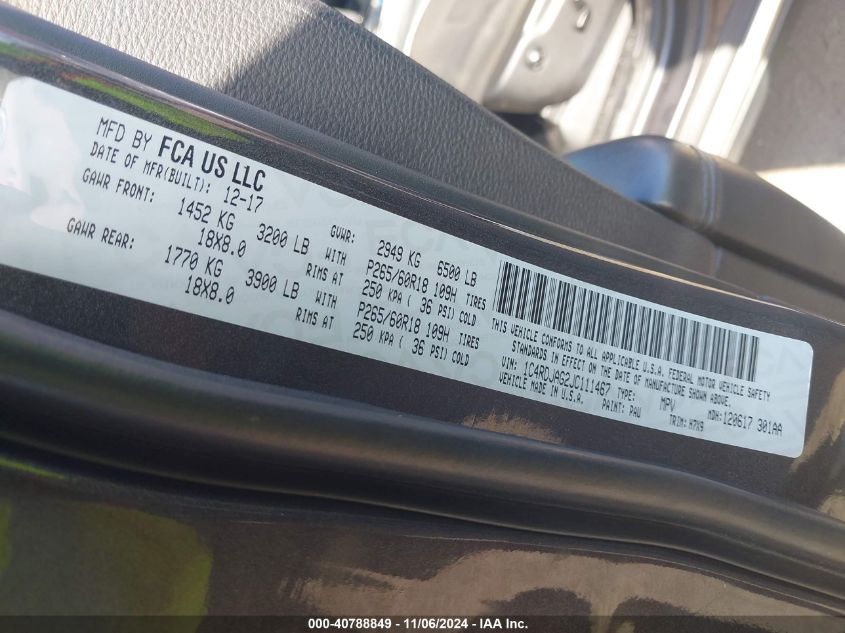 MFD BY FCA US LLC
DATE OF MFR(BUILT): 12-17
GVWR: 2949 KG 6500 LB
GAWR FRONT: 1452 KG 3200 LB WITH P265/60R18 109H TIRES
18X8.0 RIMS AT 250 KPA ( 36 PSI) COLD
GAWR REAR: 1770 KG 3900 LB WITH P265/60R18 109H TIRES
18X8.0 RIMS AT 250 KPA ( 36 PSI) COLD
THIS VEHICLE CONFORMS TO ALL APPLICABLE U.S.A. FEDERAL MOTOR VEHICLE SAFETY
STANDARDS IN EFFECT ON THE DATE OF MANUFACTURE SHOWN ABOVE.
VIN: 1C4RDJAG2JC111467 TYPE: MPV MDH:120617 301AA
VEHICLE MADE IN U.S.A. PAINT: PAU TRIM:H7X9
000-40788849 - 11/06/2024 - IAAI.com.